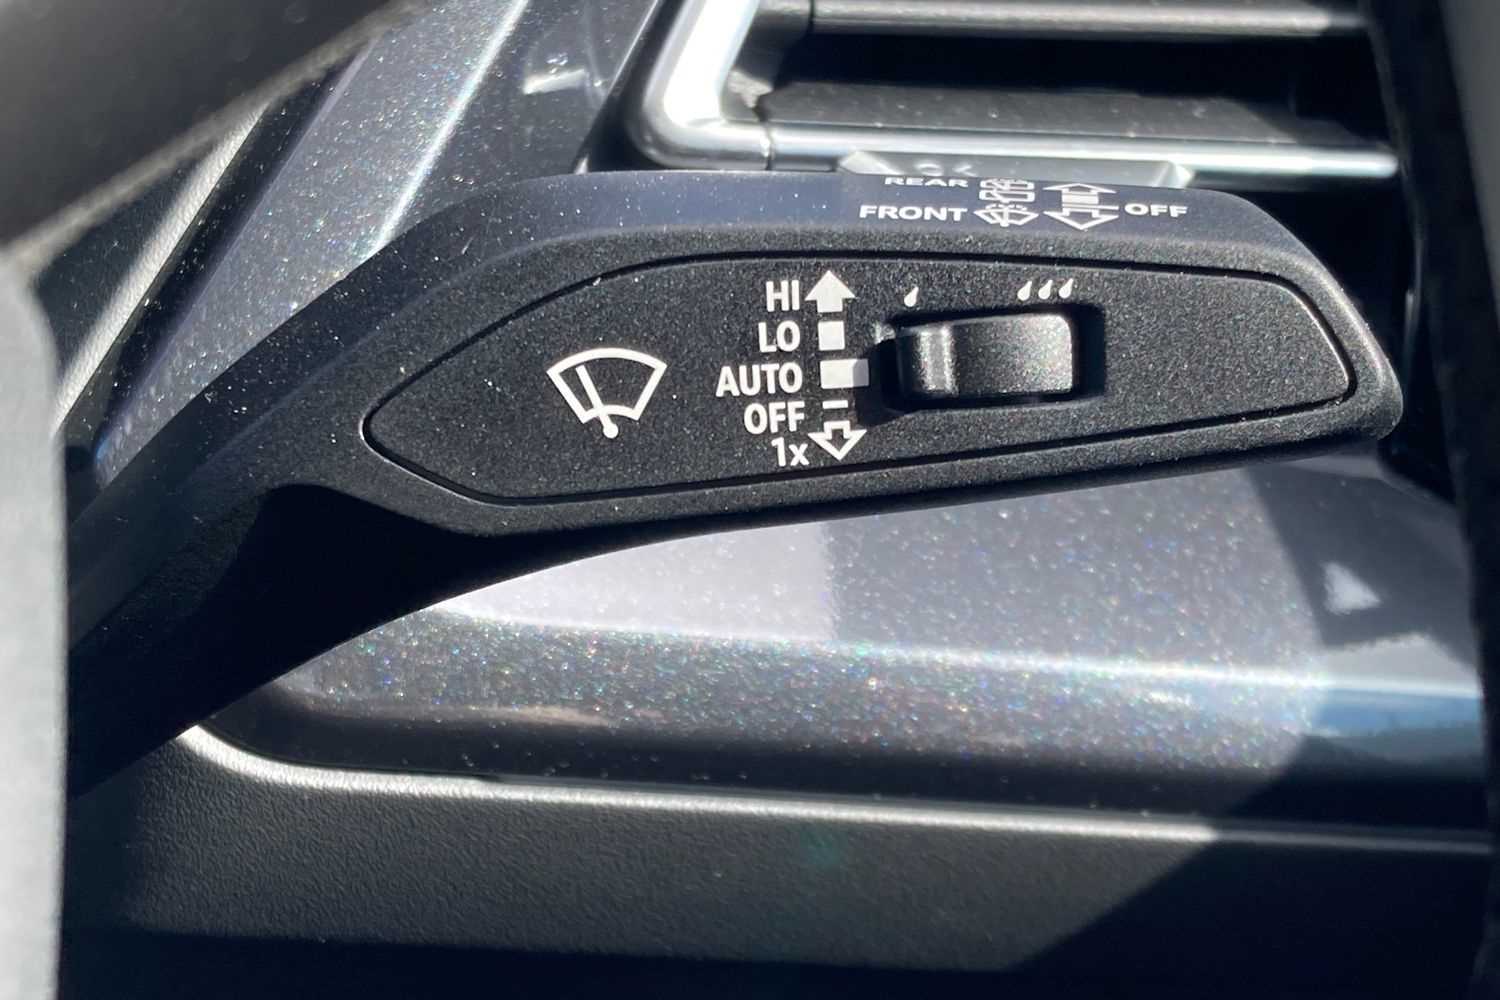 REAR
FRONT OFF
HI
LO
AUTO
OFF
1x